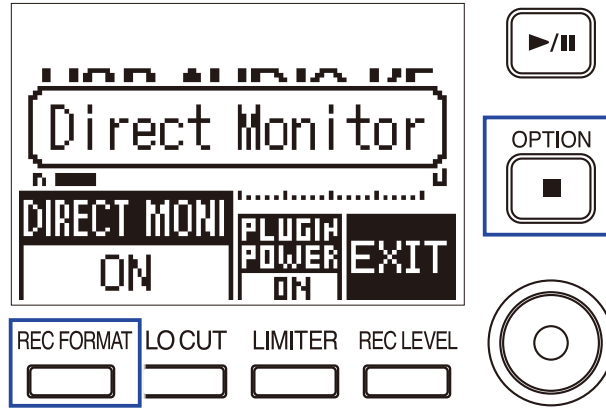 Direct Monitor
DIRECT MONI
ON
PLUGIN
POWER
ON
EXIT
OPTION
REC FORMAT
LO CUT
LIMITER
REC LEVEL